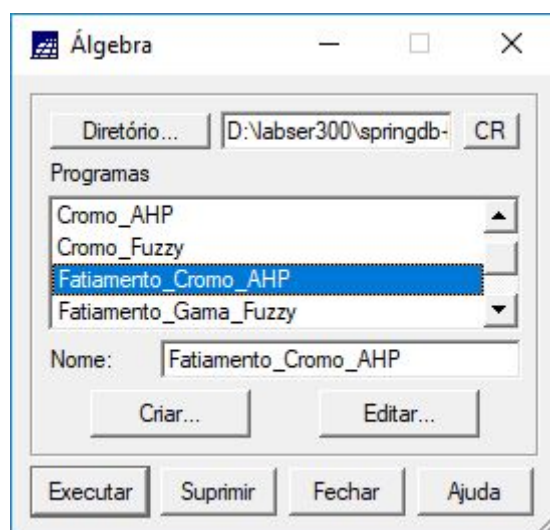 Álgebra
Diretório... D:\labser300\springdb- CR
Programas
Cromo_AHP
Cromo_Fuzzy
Fatiamento_Cromo_AHP
Fatiamento_Gama_Fuzzy
Nome: Fatiamento_Cromo_AHP
Criar... Editar...
Executar Suprimir Fechar Ajuda